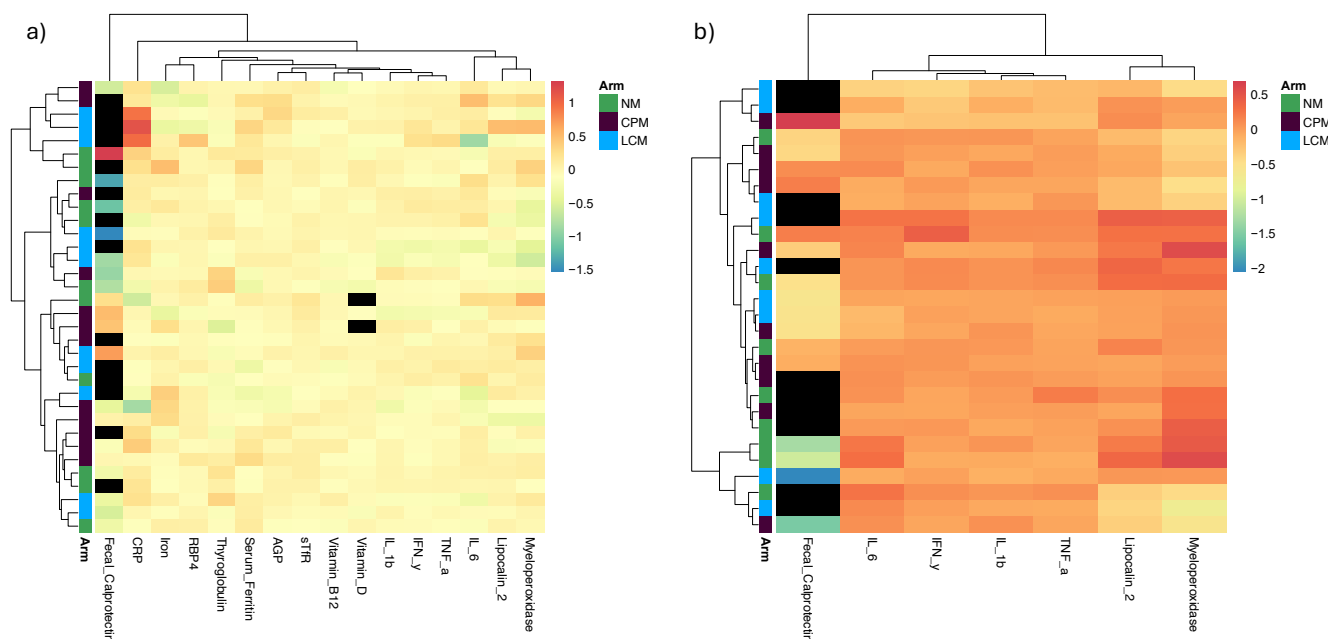 a)
1
0.5
0
−0.5
−1
−1.5
Arm
NM
CPM
LCM
Arm
Fecal_Calprotectin
CRP
Iron
RBP4
Thyroglobulin
Serum_Ferritin
AGP
sTfR
Vitamin_B12
Vitamin_D
IL_1b
IFN_y
TNF_a
IL_6
Lipocalin_2
Myeloperoxidase
b)
0.5
0
−0.5
−1
−1.5
−2
Arm
NM
CPM
LCM
Arm
Fecal_Calprotectin
IL_6
IFN_y
IL_1b
TNF_a
Lipocalin_2
Myeloperoxidase